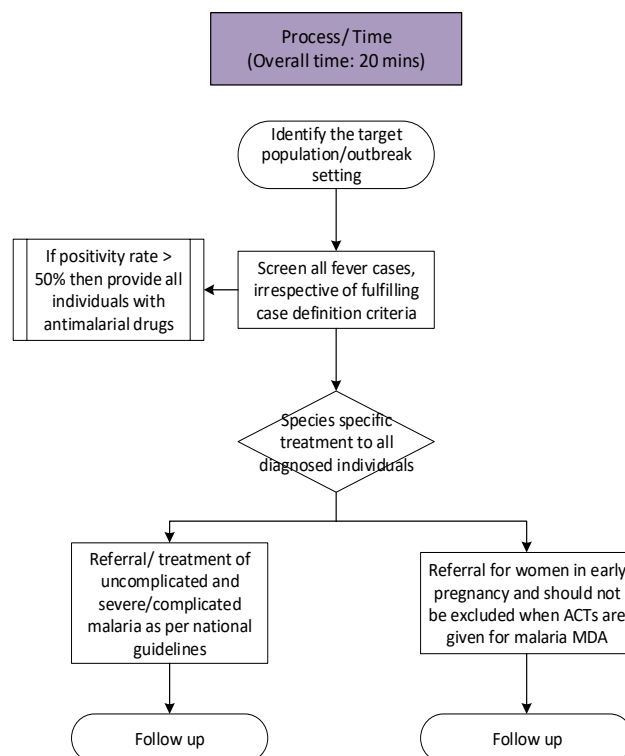 Process/ Time
(Overall time: 20 mins)
Identify the target
population/outbreak
setting
If positivity rate >
50% then provide all
individuals with
antimalarial drugs
Screen all fever cases,
irrespective of fulfilling
case definition criteria
Species specific
treatment to all
diagnosed individuals
Referral/ treatment of
uncomplicated and
severe/complicated
malaria as per national
guidelines
Referral for women in early
pregnancy and should not
be excluded when ACTs are
given for malaria MDA
Follow up
Follow up